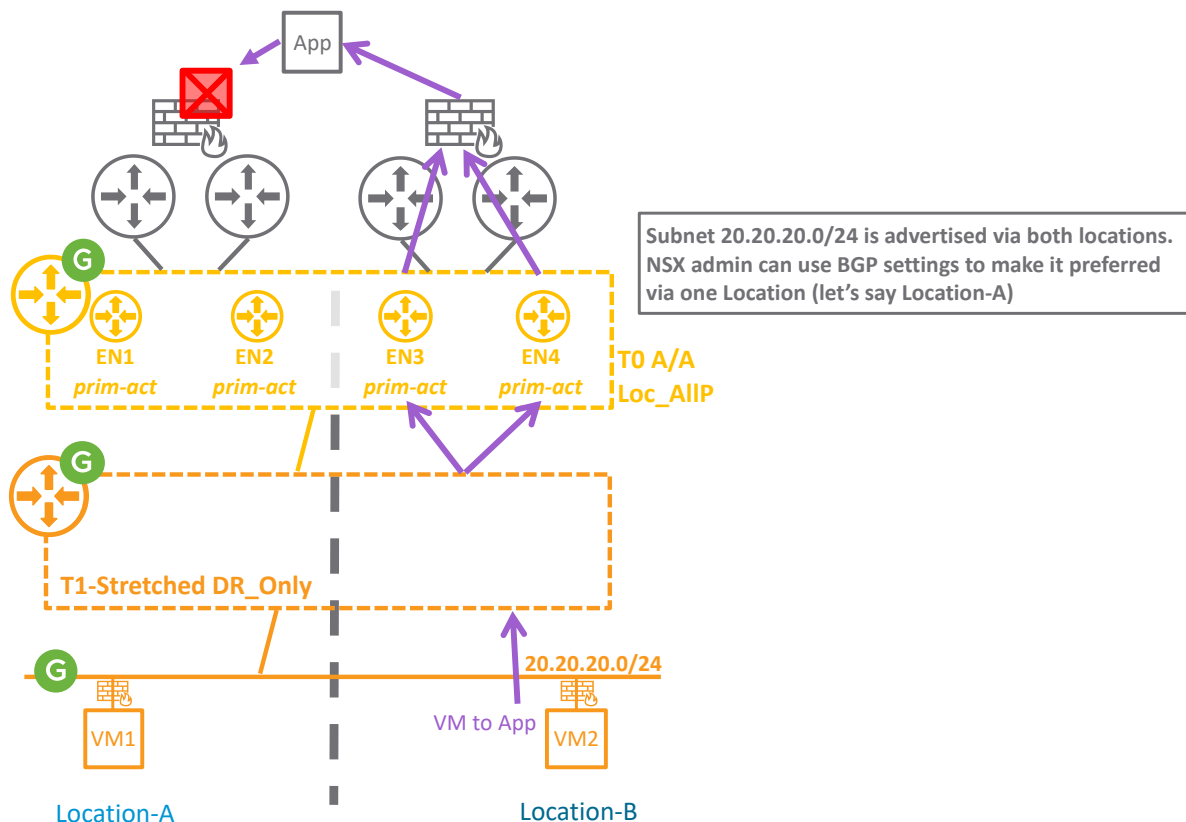 App
G
Subnet 20.20.20.0/24 is advertised via both locations.
NSX admin can use BGP settings to make it preferred
via one Location (let's say Location-A)
EN1
EN2
EN3
EN4
prim-act
prim-act
prim-act
prim-act
T0 A/A
Loc_AllP
G
T1-Stretched DR_Only
G
20.20.20.0/24
VM to App
VM1
VM2
Location-A
Location-B